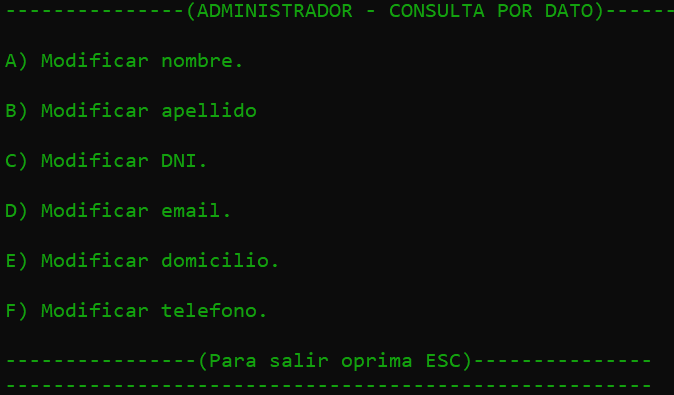 ---------------(ADMINISTRADOR - CONSULTA POR DATO)------
A) Modificar nombre.
B) Modificar apellido
C) Modificar DNI.
D) Modificar email.
E) Modificar domicilio.
F) Modificar telefono.
----------------(Para salir oprima ESC)---------------
------------------------------------------------------